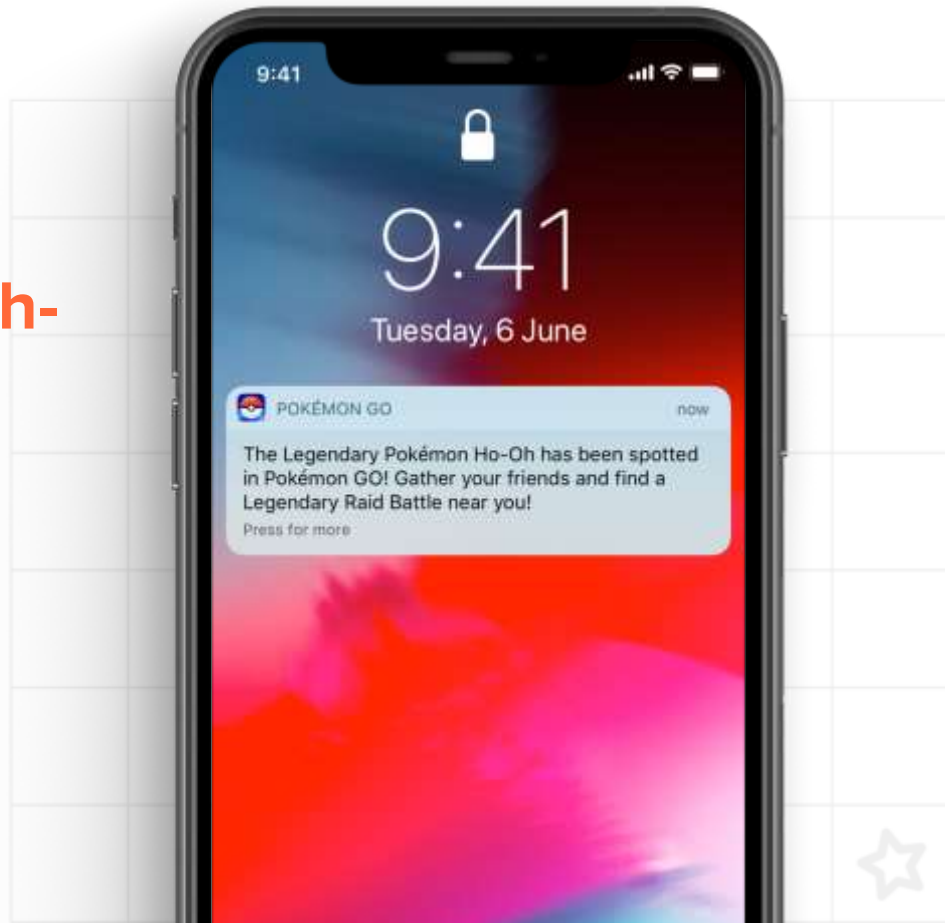 9:41
9:41
Tuesday, 6 June
h-
POKÉMON GO now
The Legendary Pokémon Ho-Oh has been spotted
in Pokémon GO! Gather your friends and find a
Legendary Raid Battle near you!
Press for more